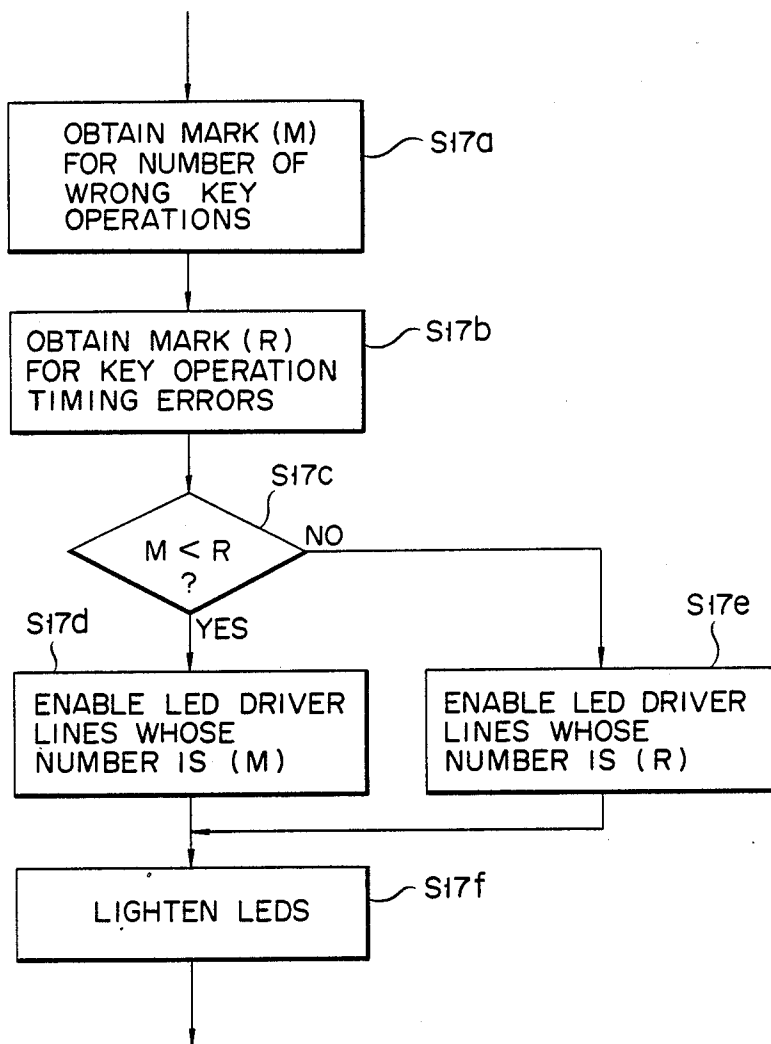 OBTAIN MARK (M)
FOR NUMBER OF
WRONG KEY
OPERATIONS
S17a
OBTAIN MARK (R)
FOR KEY OPERATION
TIMING ERRORS
S17b
S17c
M < R
?
NO
YES
S17d
ENABLE LED DRIVER
LINES WHOSE
NUMBER IS (M)
S17e
ENABLE LED DRIVER
LINES WHOSE
NUMBER IS (R)
LIGHTEN LEDS
S17f